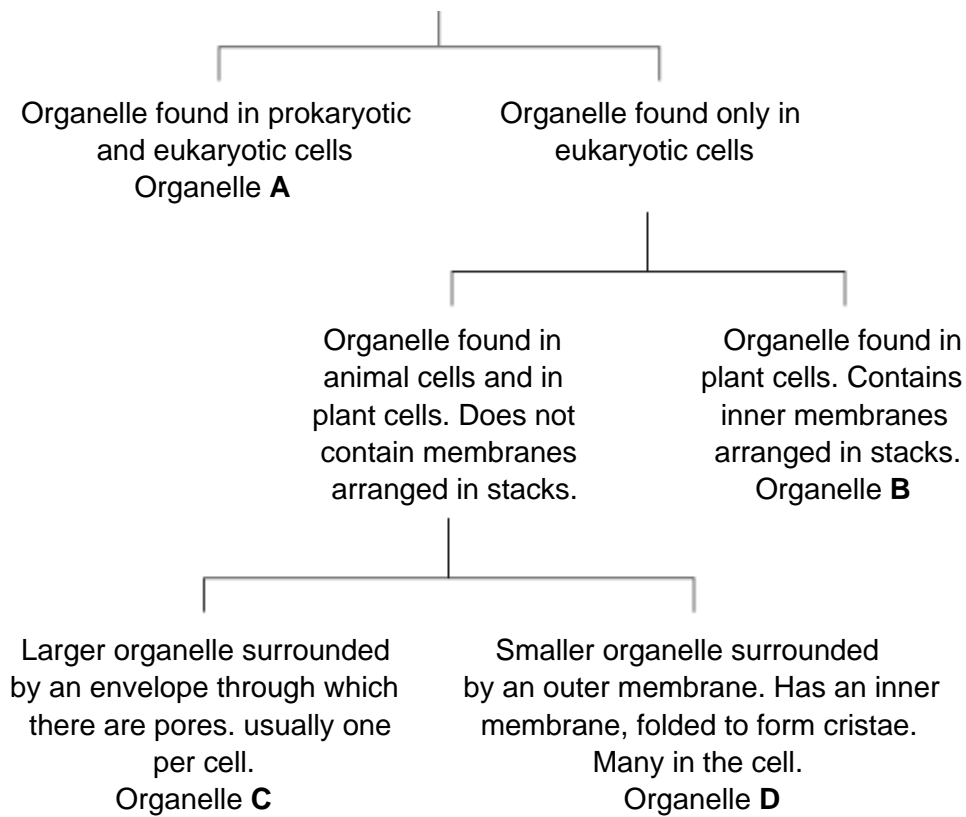 Organelle found in prokaryotic
and eukaryotic cells
Organelle A
Organelle found only in
eukaryotic cells
Organelle found in
animal cells and in
plant cells. Does not
contain membranes
arranged in stacks.
Organelle found in
plant cells. Contains
inner membranes
arranged in stacks.
Organelle B
Larger organelle surrounded
by an envelope through which
there are pores. usually one
per cell.
Organelle C
Smaller organelle surrounded
by an outer membrane. Has an inner
membrane, folded to form cristae.
Many in the cell.
Organelle D